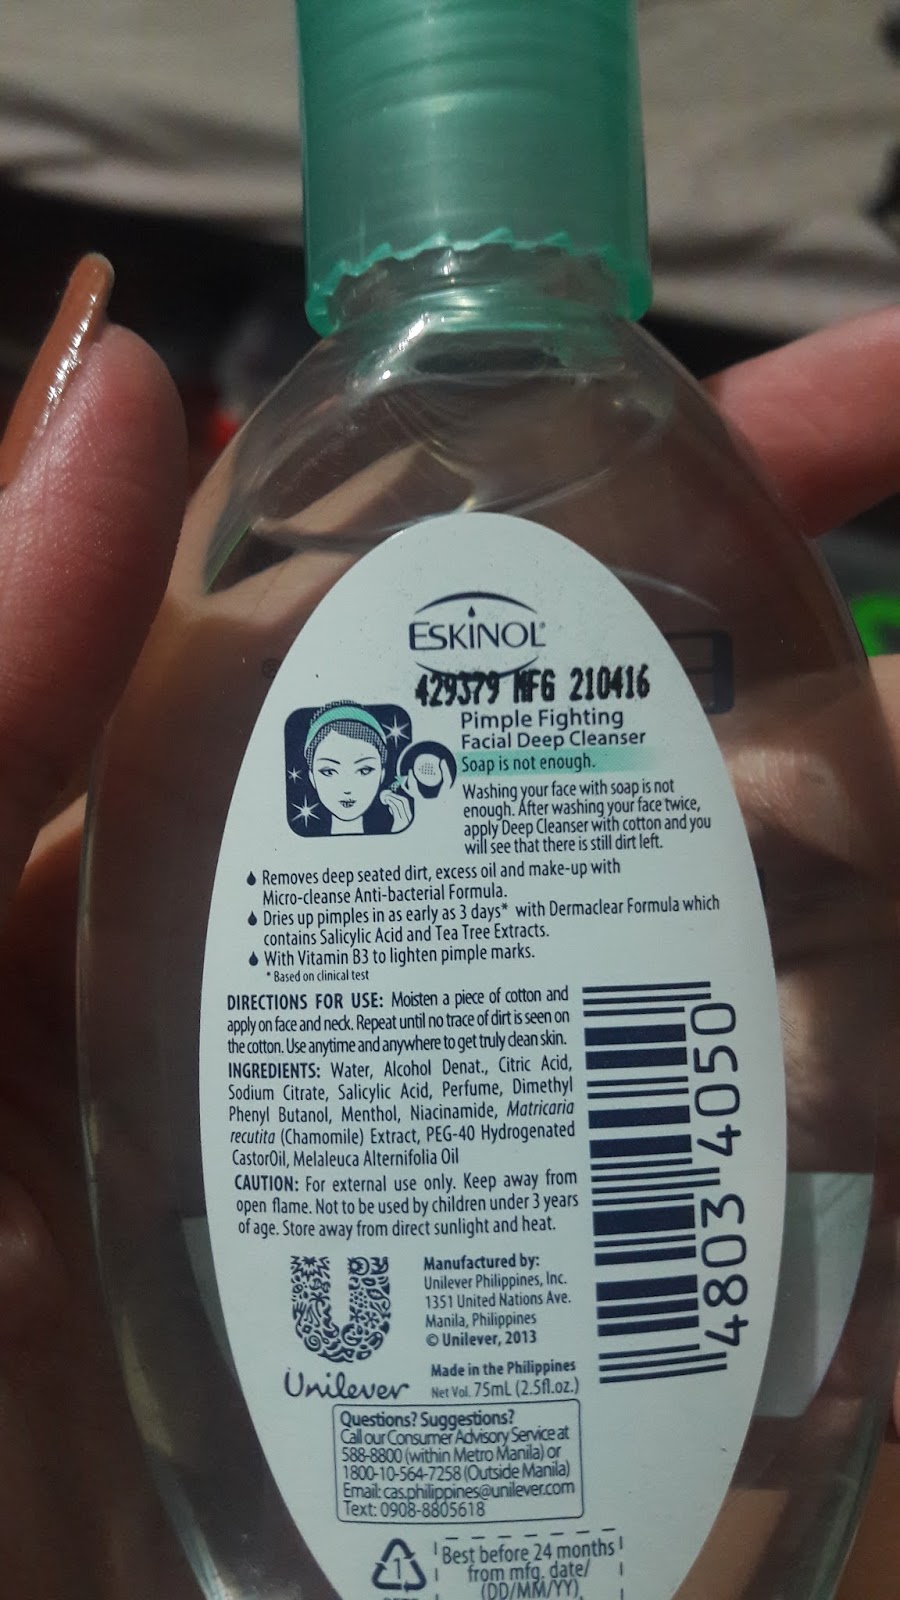 ESKINOL®
429379 MFG 210416
Pimple Fighting
Facial Deep Cleanser
Soap is not enough.
Washing your face with soap is not
enough. After washing your face twice,
apply Deep Cleanser with cotton and you
will see that there is still dirt left.
Removes deep seated dirt, excess oil and make-up with
Micro-cleanse Anti-bacterial Formula.
Dries up pimples in as early as 3 days* with Dermaclear Formula which
contains Salicylic Acid and Tea Tree Extracts.
With Vitamin B3 to lighten pimple marks.
* Based on clinical test
DIRECTIONS FOR USE: Moisten a piece of cotton and
apply on face and neck. Repeat until no trace of dirt is seen on
the cotton. Use anytime and anywhere to get truly clean skin.
INGREDIENTS: Water, Alcohol Denat., Citric Acid,
Sodium Citrate, Salicylic Acid, Perfume, Dimethyl
Phenyl Butanol, Menthol, Niacinamide, Matricaria
recutita (Chamomile) Extract, PEG-40 Hydrogenated
CastorOil, Melaleuca Alternifolia Oil
CAUTION: For external use only. Keep away from
open flame. Not to be used by children under 3 years
of age. Store away from direct sunlight and heat.
4803 4050
Unilever
Manufactured by:
Unilever Philippines, Inc.
1351 United Nations Ave.
Manila, Philippines
© Unilever, 2013
Made in the Philippines
Net Vol. 75mL (2.5fl.oz.)
Questions? Suggestions?
Call our Consumer Advisory Service at
588-8800 (within Metro Manila) or
1800-10-564-7258 (Outside Manila)
Email: cas.philippines@unilever.com
Text: 0908-8805618
1
Best before 24 months
from mfg. date/
(DD/MM/YY)